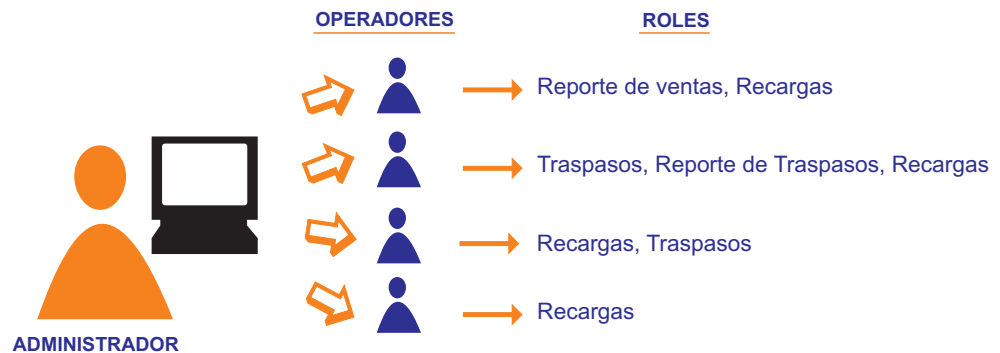 OPERADORES
ROLES
Reporte de ventas, Recargas
Traspasos, Reporte de Traspasos, Recargas
Recargas, Traspasos
Recargas
ADMINISTRADOR